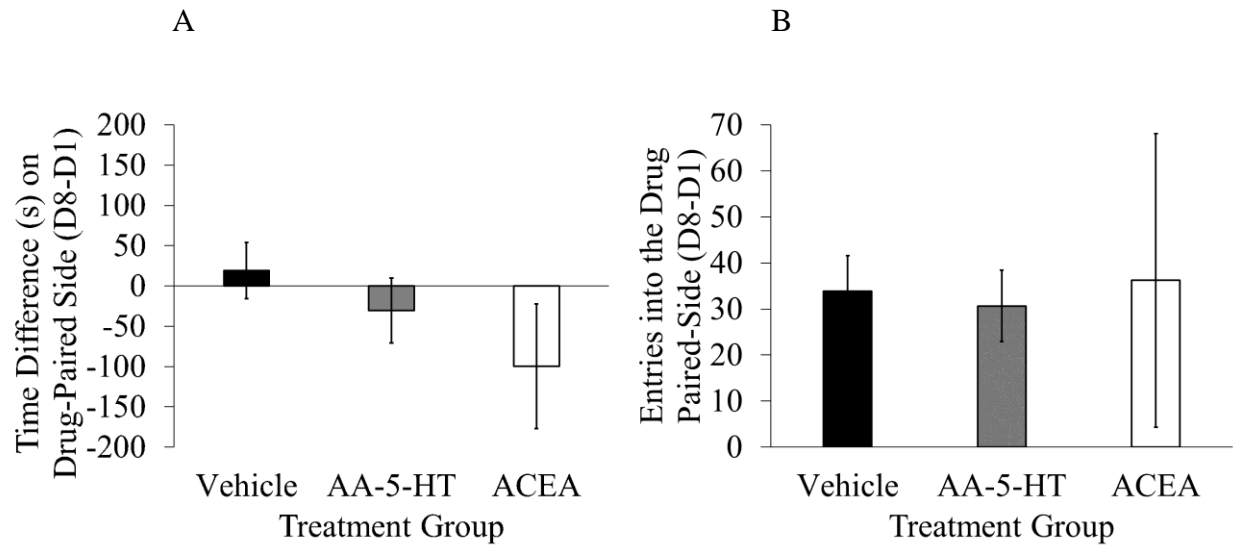 A
B
Time Difference (s) on
Drug-Paired Side (D8-D1)
200
150
100
50
0
-50
-100
-150
-200
Vehicle AA-5-HT ACEA
Treatment Group
Entries into the Drug
Paired-Side (D8-D1)
70
60
50
40
30
20
10
0
Vehicle AA-5-HT ACEA
Treatment Group